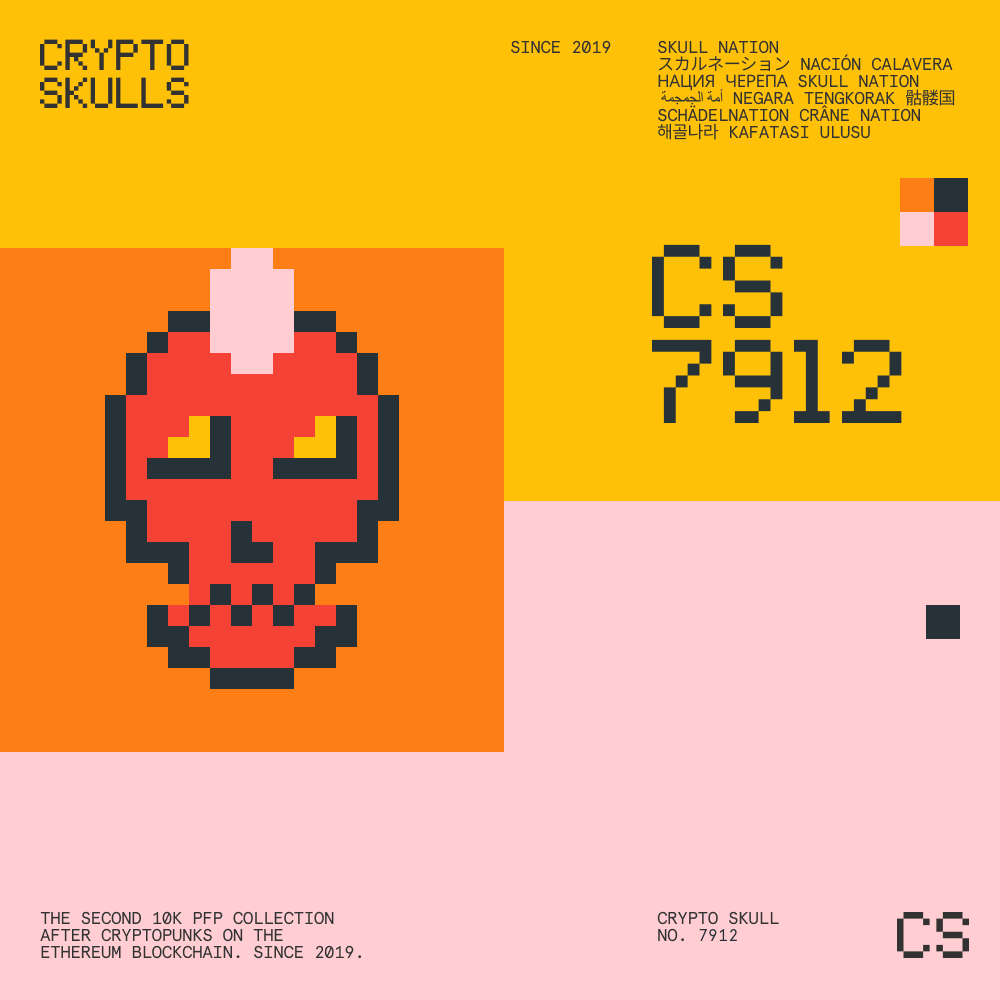 CRYPTO
SKULLS
SINCE 2019
SKULL NATION
スカルネーション NACIÓN CALAVERA
НАЦИЯ ЧЕРЕПА SKULL NATION
أمة الجمجمة NEGARA TENGKORAK 骷髅国
SCHÄDELNATION CRÂNE NATION
해골나라 KAFATASI ULUSU
CS
7912
THE SECOND 10K PFP COLLECTION
AFTER CRYPTOPUNKS ON THE
ETHEREUM BLOCKCHAIN. SINCE 2019.
CRYPTO SKULL
NO. 7912
CS